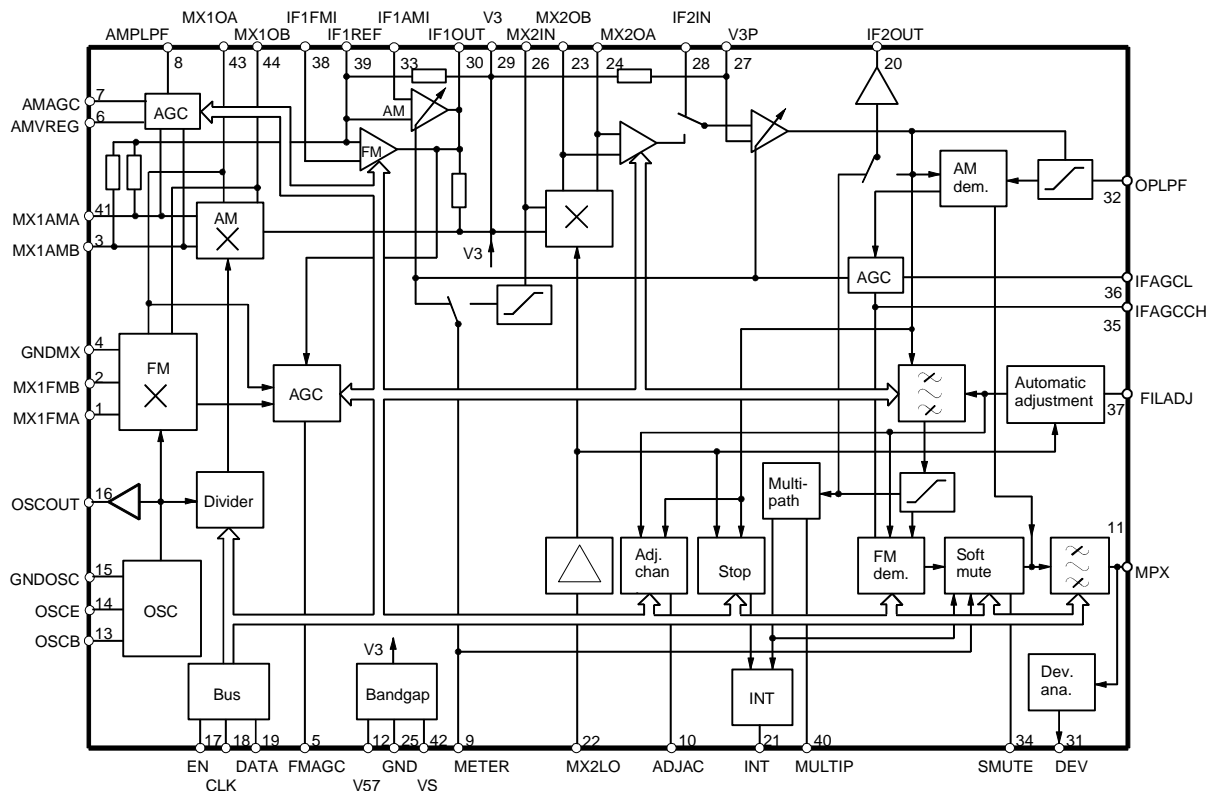 MX1OA IF1FMI IF1AMI V3 MX2OB IF2IN
AMPLPF MX1OB IF1REF IF1OUT MX2IN MX2OA V3P IF2OUT
8 43 44 38 39 33 30 29 26 23 24 28 27 20
7
AMAGC
AGC
6
AMVREG
AM
FM
AM
dem.
OPLPF
32
41
MX1AMA
AM
3
MX1AMB
V3
AGC
IFAGCL
36
IFAGCCH
35
4
GNDMX
FM
2
MX1FMB
AGC
Automatic
adjustment
FILADJ
37
1
MX1FMA
16
OSCOUT
Divider
Multi-
path
11
15
GNDOSC
OSC
Adj.
chan
Stop
FM
dem.
Soft
mute
MPX
14
OSCE
13
OSCB
V3
Bus
Bandgap
INT
Dev.
ana.
17 18 19 5 12 25 42 9 22 10 21 40 34 31
EN DATA FMAGC GND METER MX2LO ADJAC INT MULTIP SMUTE DEV
CLK V57 VS